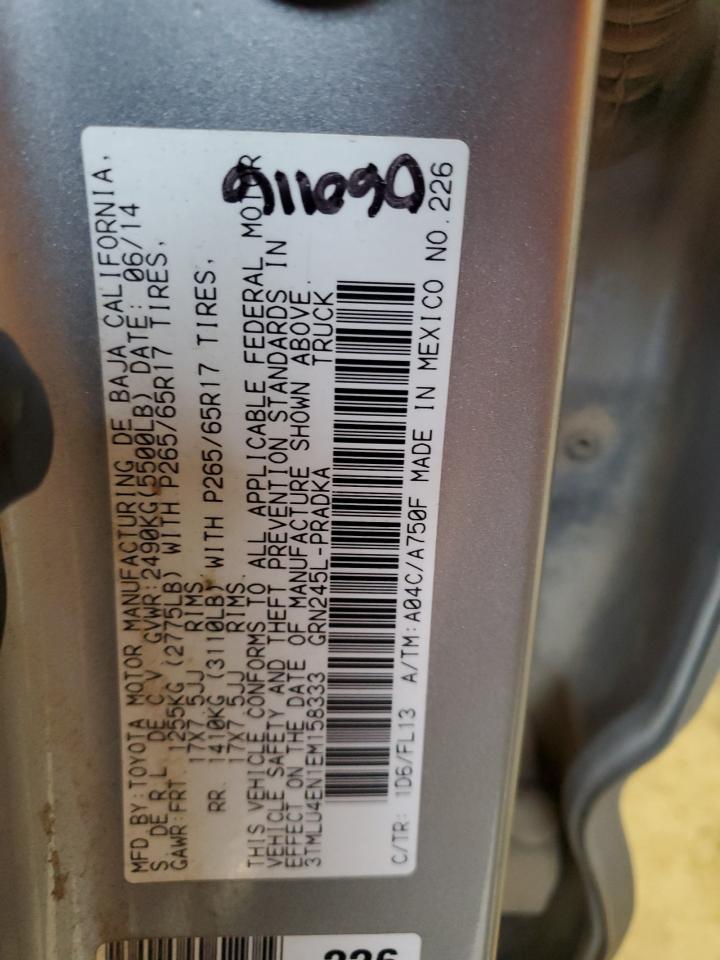 MFD BY:TOYOTA MOTOR MANUFACTURING DE BAJA CALIFORNIA,
S DE R L DE C V GVWR:2490KG(5500LB) DATE: 06/14
GAWR:FRT. 1255KG (2775LB) WITH P265/65R17 TIRES,
17X7.5JJ RIMS.
RR. 1410KG (3110LB) WITH P265/65R17 TIRES,
17X7.5JJ RIMS.
THIS VEHICLE CONFORMS TO ALL APPLICABLE FEDERAL MOTOR
VEHICLE SAFETY AND THEFT PREVENTION STANDARDS IN
EFFECT ON THE DATE OF MANUFACTURE SHOWN ABOVE.
3TMLU4EN1EM158333 GRN245L-PRADKA TRUCK
C/TR: 1D6/FL13 A/TM:A04C/A750F MADE IN MEXICO NO.226
911690
226